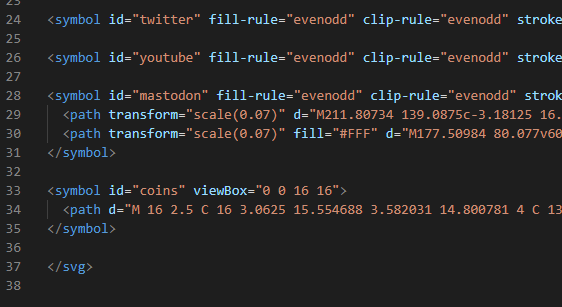 24 <symbol id="twitter" fill-rule="evenodd" clip-rule="evenodd" stroke
25
26 <symbol id="youtube" fill-rule="evenodd" clip-rule="evenodd" stroke
27
28 <symbol id="mastodon" fill-rule="evenodd" clip-rule="evenodd" strok
29 <path transform="scale(0.07)" d="M211.80734 139.0875c-3.18125 16.
30 <path transform="scale(0.07)" fill="#FFF" d="M177.50984 80.077v60
31 </symbol>
32
33 <symbol id="coins" viewBox="0 0 16 16">
34 <path d="M 16 2.5 C 16 3.0625 15.554688 3.582031 14.800781 4 C 13
35 </symbol>
36
37 </svg>
38